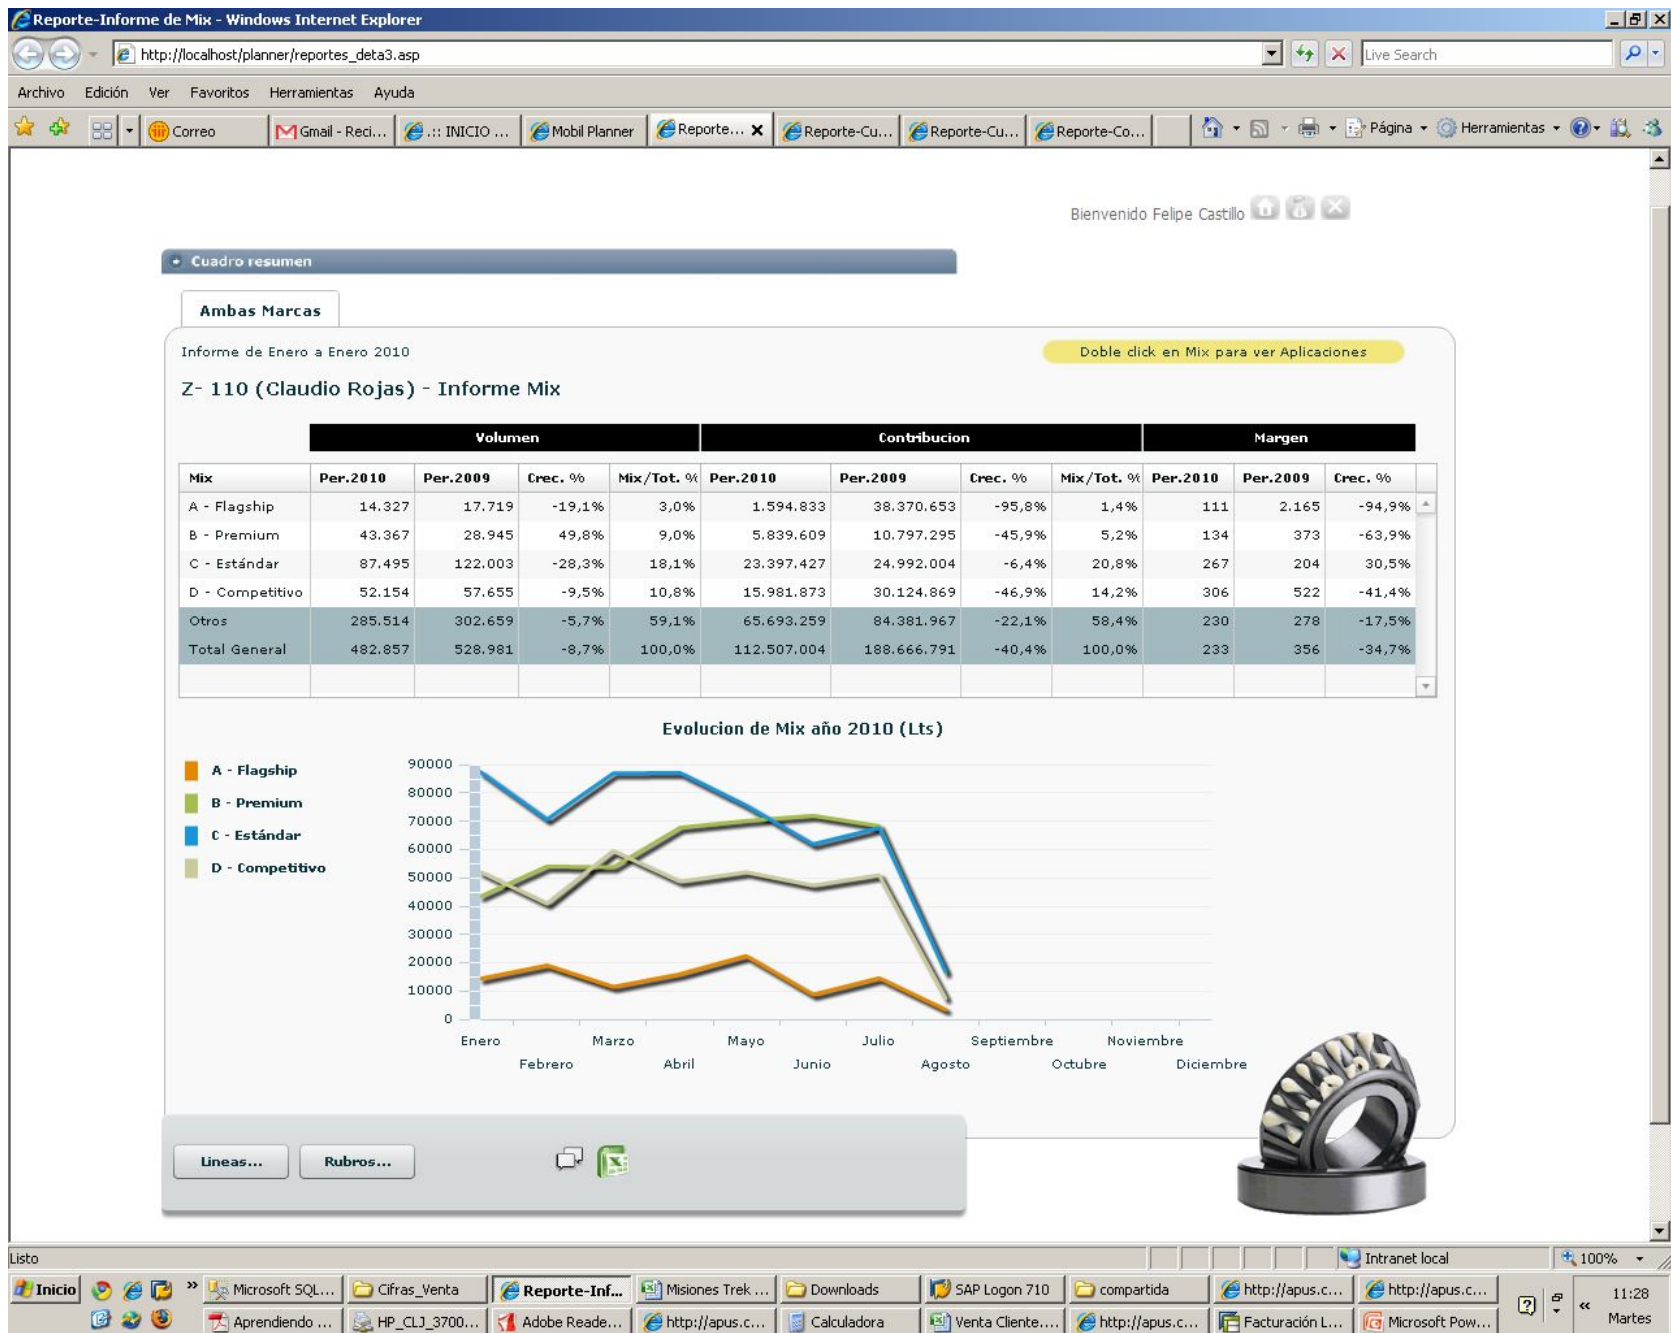 Reporte-Informe de Mix - Windows Internet Explorer
http://localhost/planner/reportes_deta3.asp
Live Search
Archivo Edición Ver Favoritos Herramientas Ayuda
Correo Gmail - Reci... .:: INICIO ... Mobil Planner Reporte... Reporte-Cu... Reporte-Cu... Reporte-Co... Página Herramientas
Bienvenido Felipe Castillo
Cuadro resumen
Ambas Marcas
Informe de Enero a Enero 2010
Doble click en Mix para ver Aplicaciones
Z- 110 (Claudio Rojas) - Informe Mix
Volumen Contribucion Margen
Mix Per.2010 Per.2009 Crec. % Mix/Tot. % Per.2010 Per.2009 Crec. % Mix/Tot. % Per.2010 Per.2009 Crec. %
A - Flagship 14.327 17.719 -19,1% 3,0% 1.594.833 38.370.653 -95,8% 1,4% 111 2.165 -94,9%
B - Premium 43.367 28.945 49,8% 9,0% 5.839.609 10.797.295 -45,9% 5,2% 134 373 -63,9%
C - Estándar 87.495 122.003 -28,3% 18,1% 23.397.427 24.992.004 -6,4% 20,8% 267 204 30,5%
D - Competitivo 52.154 57.655 -9,5% 10,8% 15.981.873 30.124.869 -46,9% 14,2% 306 522 -41,4%
Otros 285.514 302.659 -5,7% 59,1% 65.693.259 84.381.967 -22,1% 58,4% 230 278 -17,5%
Total General 482.857 528.981 -8,7% 100,0% 112.507.004 188.666.791 -40,4% 100,0% 233 356 -34,7%
Evolucion de Mix año 2010 (Lts)
A - Flagship
B - Premium
C - Estándar
D - Competitivo
90000
80000
70000
60000
50000
40000
30000
20000
10000
0
Enero Marzo Mayo Julio Septiembre Noviembre
Febrero Abril Junio Agosto Octubre Diciembre
Lineas... Rubros...
Listo Intranet local 100%
Inicio Microsoft SQL... Cifras_Venta Reporte-Inf... Misiones Trek ... Downloads SAP Logon 710 compartida http://apus.c... http://apus.c... 11:28
Aprendiendo ... HP_CLJ_3700... Adobe Reade... http://apus.c... Calculadora Venta Cliente.... http://apus.c... Facturación L... Microsoft Pow... Martes